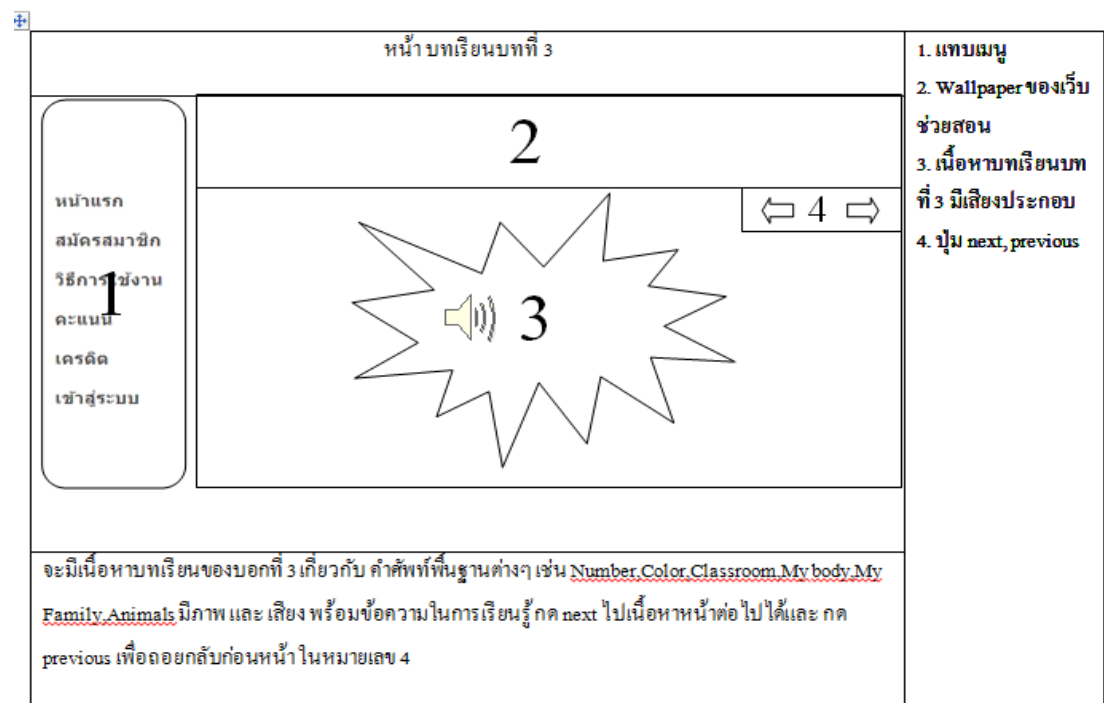 หน้า บทเรียนบทที่ 3
1. แทบเมนู
2. Wallpaper ของเว็บ
ช่วยสอน
3. เนื้อหาบทเรียนบท
ที่ 3 มีเสียงประกอบ
4. ปุ่ม next, previous
2
4
หน้าแรก
สมัครสมาชิก
วิธีการใช้งาน
คะแนน
เครดิต
เข้าสู่ระบบ
1
3
จะมีเนื้อหาบทเรียนของบอกที่ 3 เกี่ยวกับ คำศัพท์พื้นฐานต่างๆ เช่น Number,Color,Classroom,My body,My
Family,Animals มีภาพ และ เสียง พร้อมข้อความในการเรียนรู้ กด next ไปเนื้อหาหน้าต่อไปได้และ กด
previous เพื่อถอยกลับก่อนหน้า ในหมายเลข 4